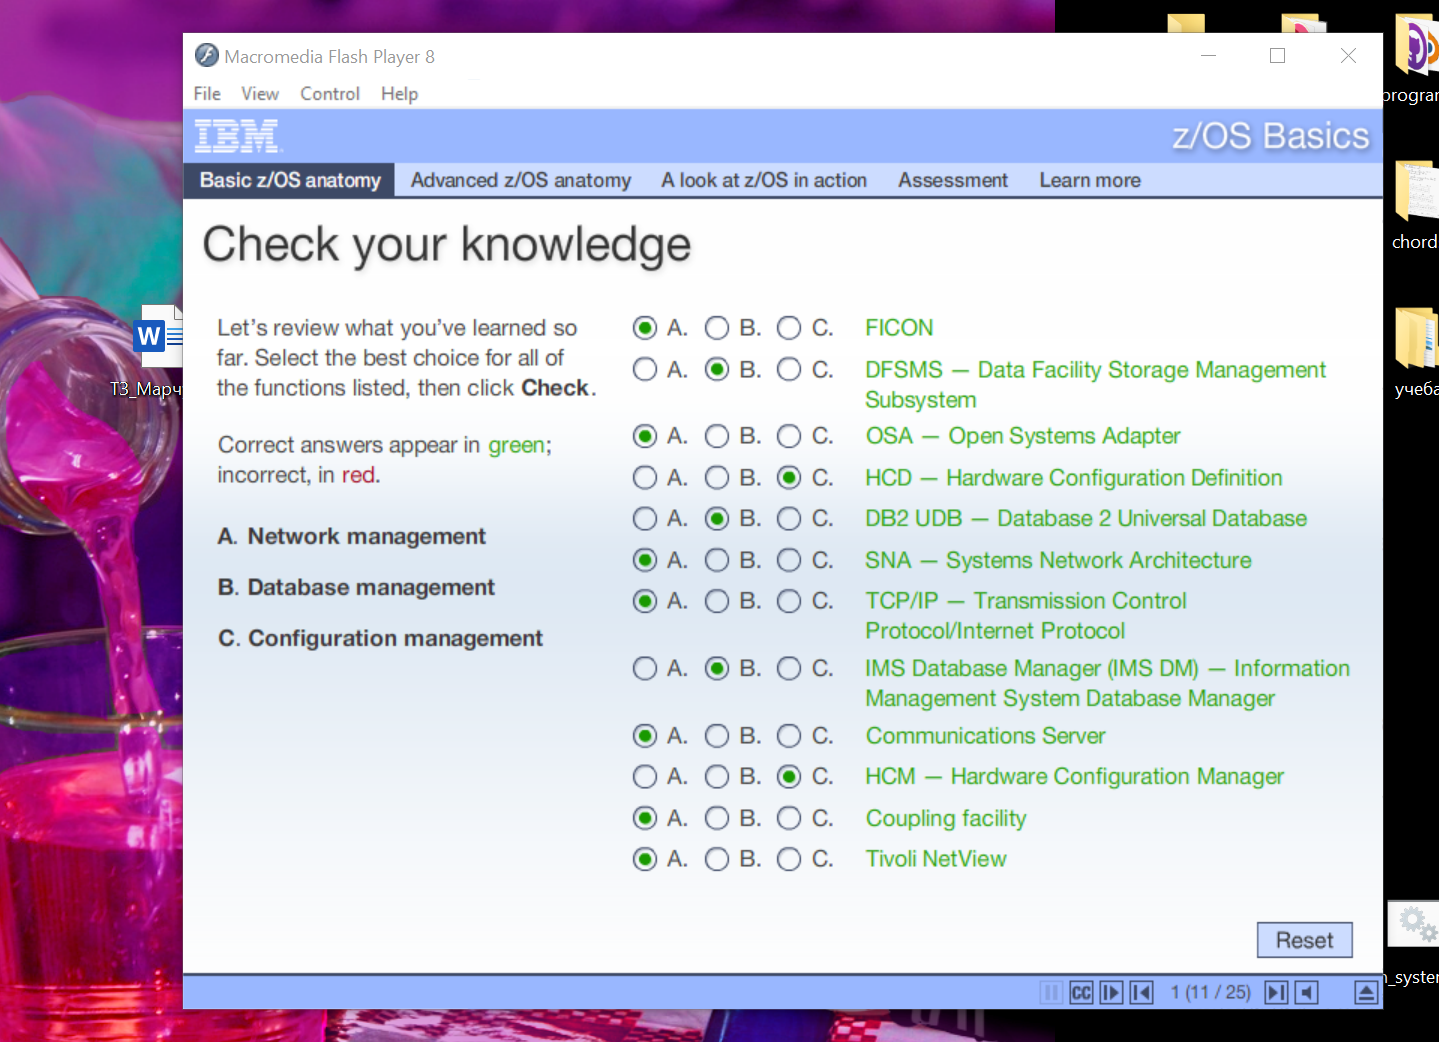 Macromedia Flash Player 8
File View Control Help
IBM
z/OS Basics
Basic z/OS anatomy Advanced z/OS anatomy A look at z/OS in action Assessment Learn more
Check your knowledge
Let's review what you've learned so
far. Select the best choice for all of
the functions listed, then click Check.
Correct answers appear in green;
incorrect, in red.
A. Network management
B. Database management
C. Configuration management
A. B. C. FICON
A. B. C. DFSMS — Data Facility Storage Management
Subsystem
A. B. C. OSA — Open Systems Adapter
A. B. C. HCD — Hardware Configuration Definition
A. B. C. DB2 UDB — Database 2 Universal Database
A. B. C. SNA — Systems Network Architecture
A. B. C. TCP/IP — Transmission Control
Protocol/Internet Protocol
A. B. C. IMS Database Manager (IMS DM) — Information
Management System Database Manager
A. B. C. Communications Server
A. B. C. HCM — Hardware Configuration Manager
A. B. C. Coupling facility
A. B. C. Tivoli NetView
Reset
CC 1 (11 / 25)
W
ТЗ_Марч
chord
учеба